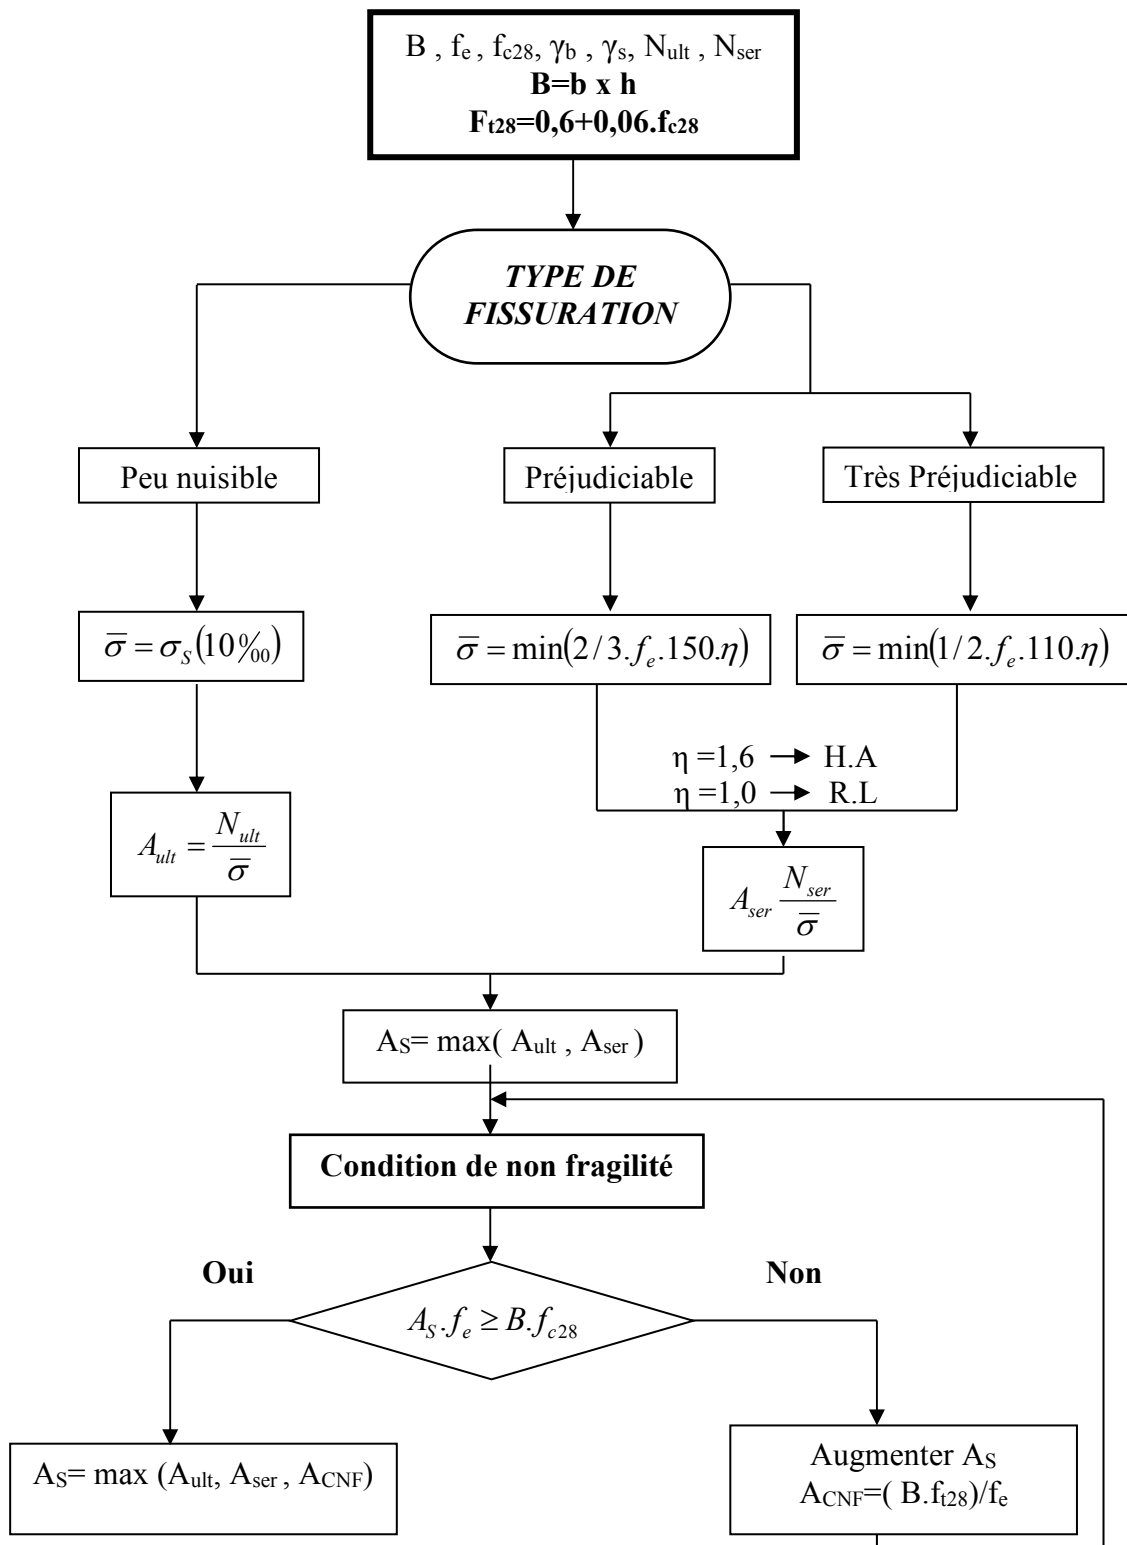 B , fe , fc28, γb , γs, Nult , Nser
B=b x h
Ft28=0,6+0,06.fc28
TYPE DE
FISSURATION
Peu nuisible
Préjudiciable
Très Préjudiciable
σ̅ = σS(10‰)
σ̅ = min(2/3.fe.150.η)
σ̅ = min(1/2.fe.110.η)
η =1,6 → H.A
η =1,0 → R.L
Ault = Nult / σ̅
Aser Nser / σ̅
AS= max( Ault , Aser )
Condition de non fragilité
Oui
Non
AS.fe ≥ B.fc28
AS= max (Ault, Aser , ACNF)
Augmenter AS
ACNF=( B.ft28)/fe